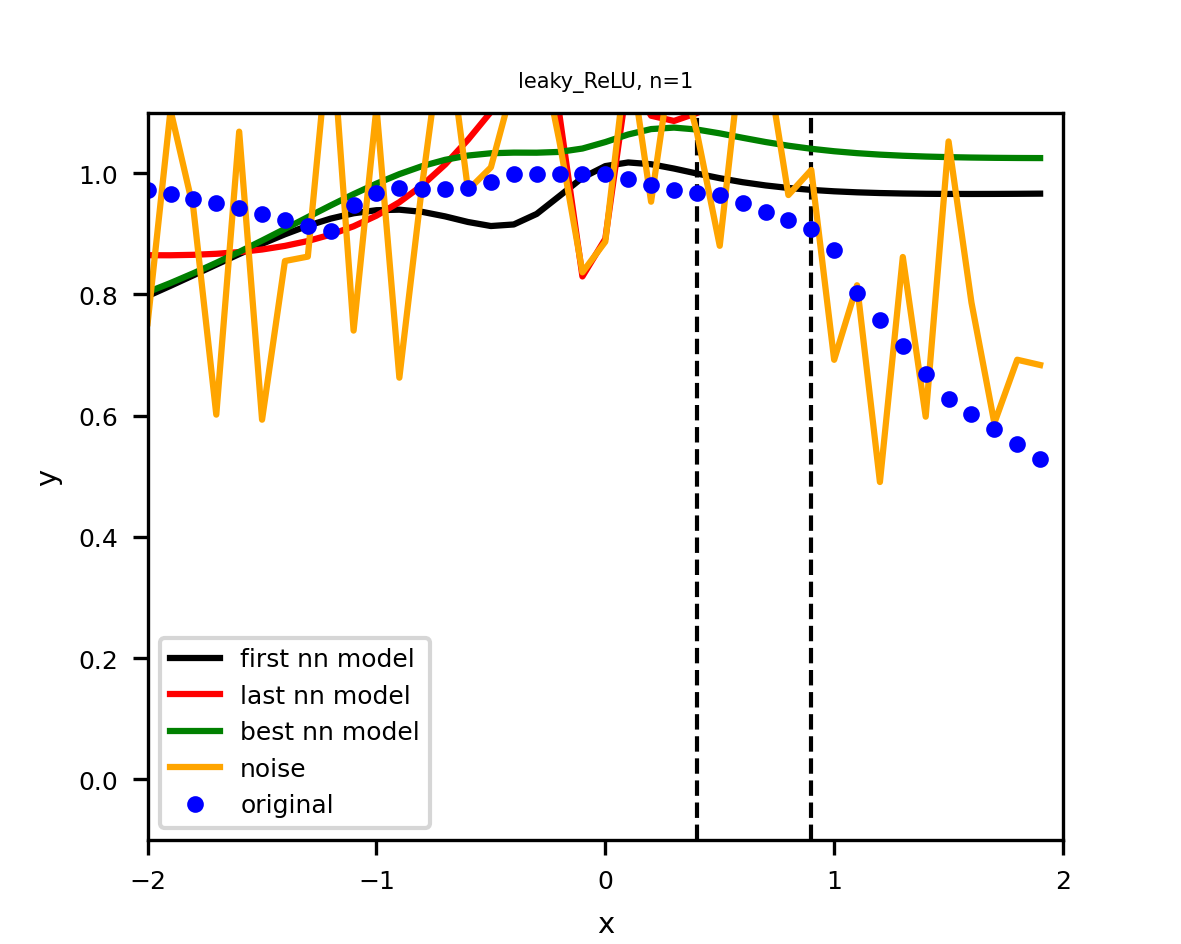 leaky_ReLU, n=1
1.0
0.8
0.6
0.4
0.2
0.0
y
first nn model
last nn model
best nn model
noise
original
−2
−1
0
1
2
x